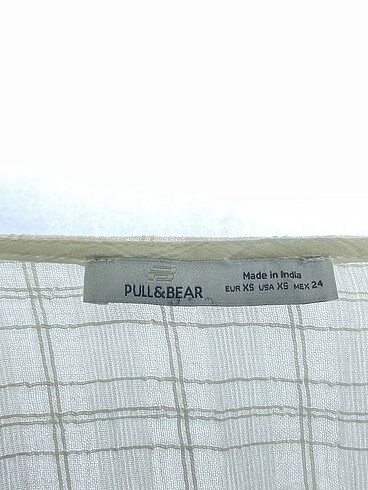 PULL&BEAR
Made in India
EUR XS USA XS MEX 24